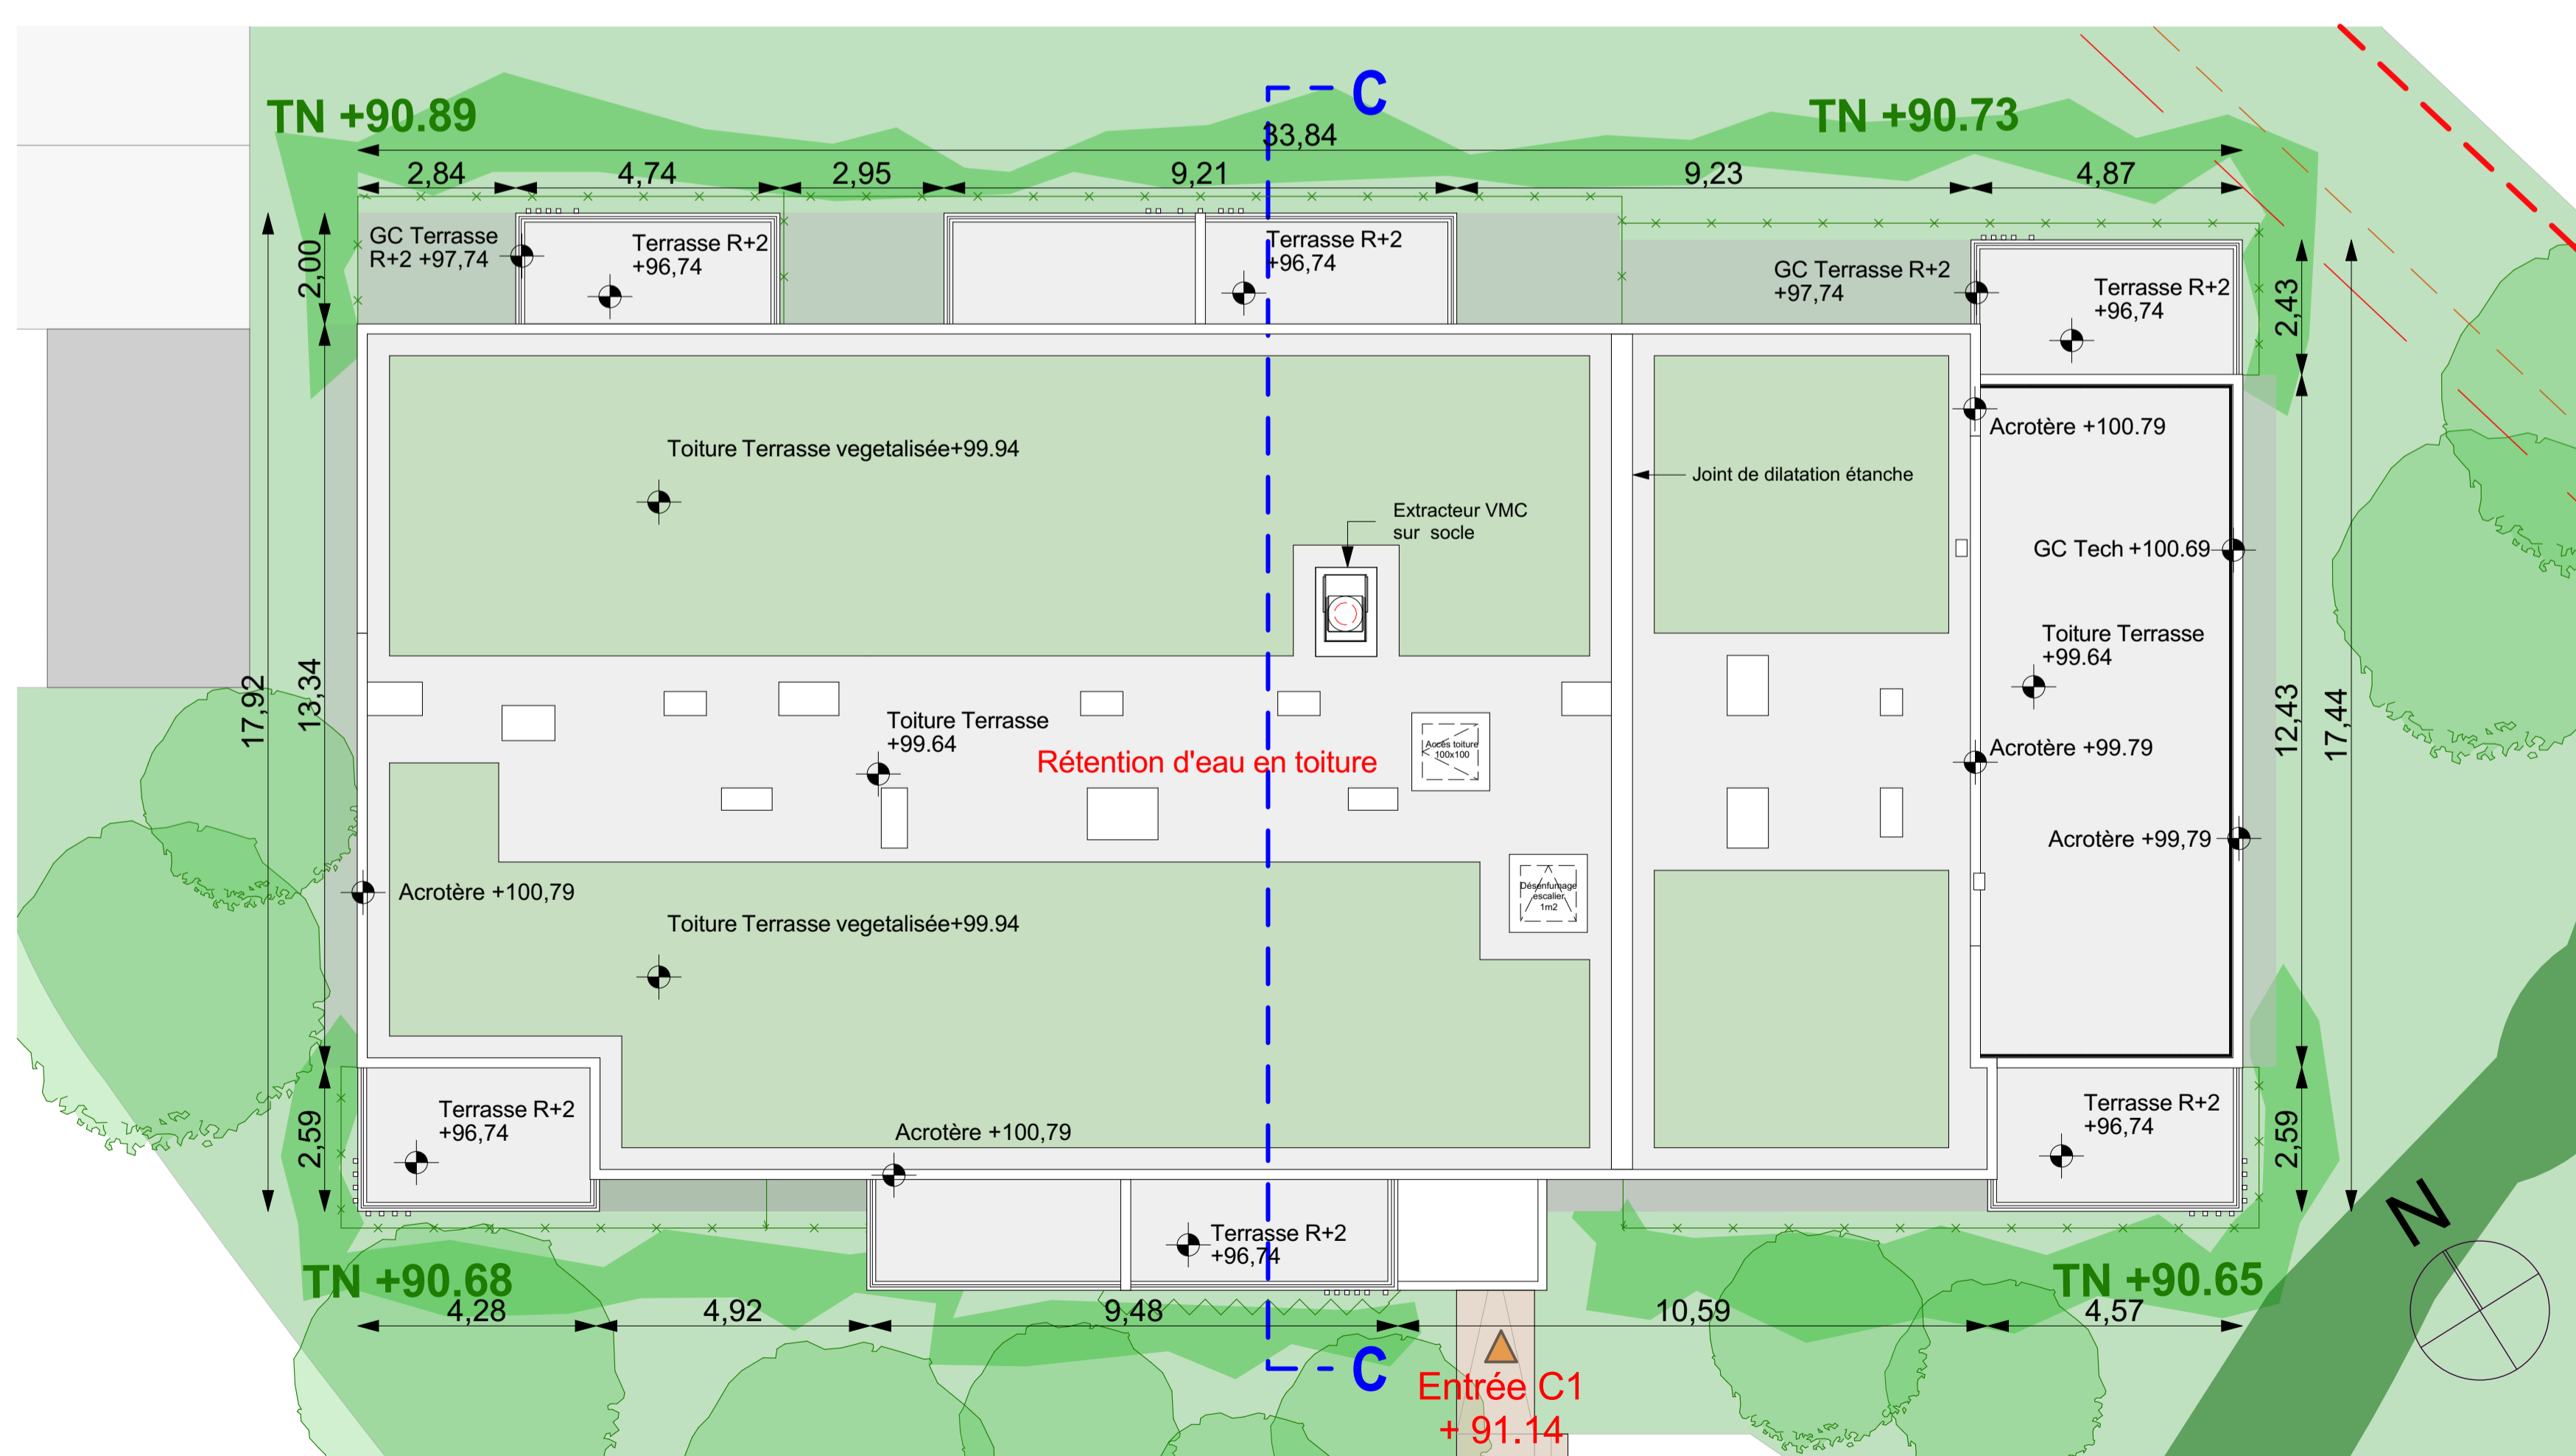 C
TN +90.89
TN +90.73
33,84
2,84
4,74
2,95
9,21
9,23
4,87
GC Terrasse
R+2 +97,74
Terrasse R+2
+96,74
Terrasse R+2
+96,74
GC Terrasse R+2
+97,74
Terrasse R+2
+96,74
2,00
2,43
Acrotère +100.79
Toiture Terrasse vegetalisée+99.94
Joint de dilatation étanche
Extracteur VMC
sur socle
GC Tech +100.69
Toiture Terrasse
+99.64
17,92
13,34
12,43
17,44
Toiture Terrasse
+99.64
Rétention d'eau en toiture
Accès toiture
100x100
Acrotère +99.79
Acrotère +99,79
Acrotère +100,79
Désenfumage
escalier
1m2
Toiture Terrasse vegetalisée+99.94
Terrasse R+2
+96,74
Acrotère +100,79
Terrasse R+2
+96,74
2,59
2,59
Terrasse R+2
+96,74
N
TN +90.68
TN +90.65
4,28
4,92
9,48
10,59
4,57
C
Entrée C1
+ 91.14